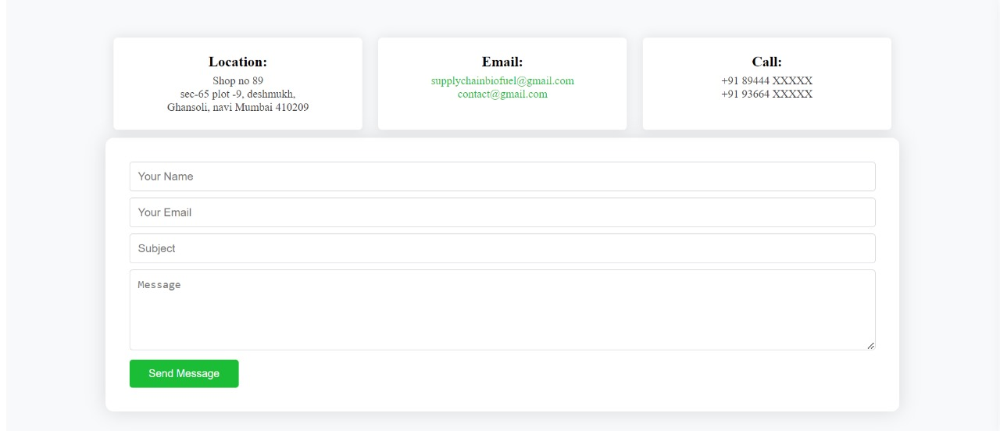 Location:
Shop no 89
sec-65 plot -9, deshmukh,
Ghansoli, navi Mumbai 410209
Email:
supplychainbiofuel@gmail.com
contact@gmail.com
Call:
+91 89444 XXXXX
+91 93664 XXXXX
Your Name
Your Email
Subject
Message
Send Message